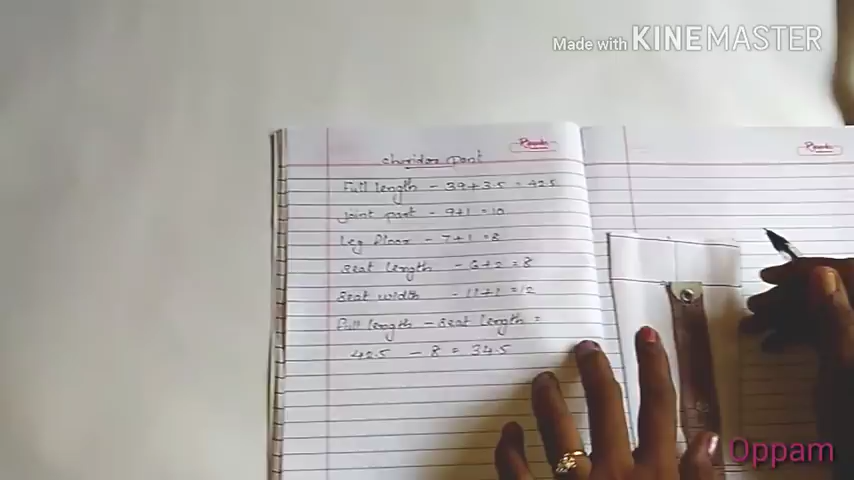 Made with KINEMASTER
Churidar pant
Full length - 39+3.5 = 42.5
Joint part - 9+1 = 10
Leg - 7+1 = 8
Seat length - 6+2 = 8
Seat width - 11+1 = 12
Full length - Seat length =
42.5 - 8 = 34.5
Oppam